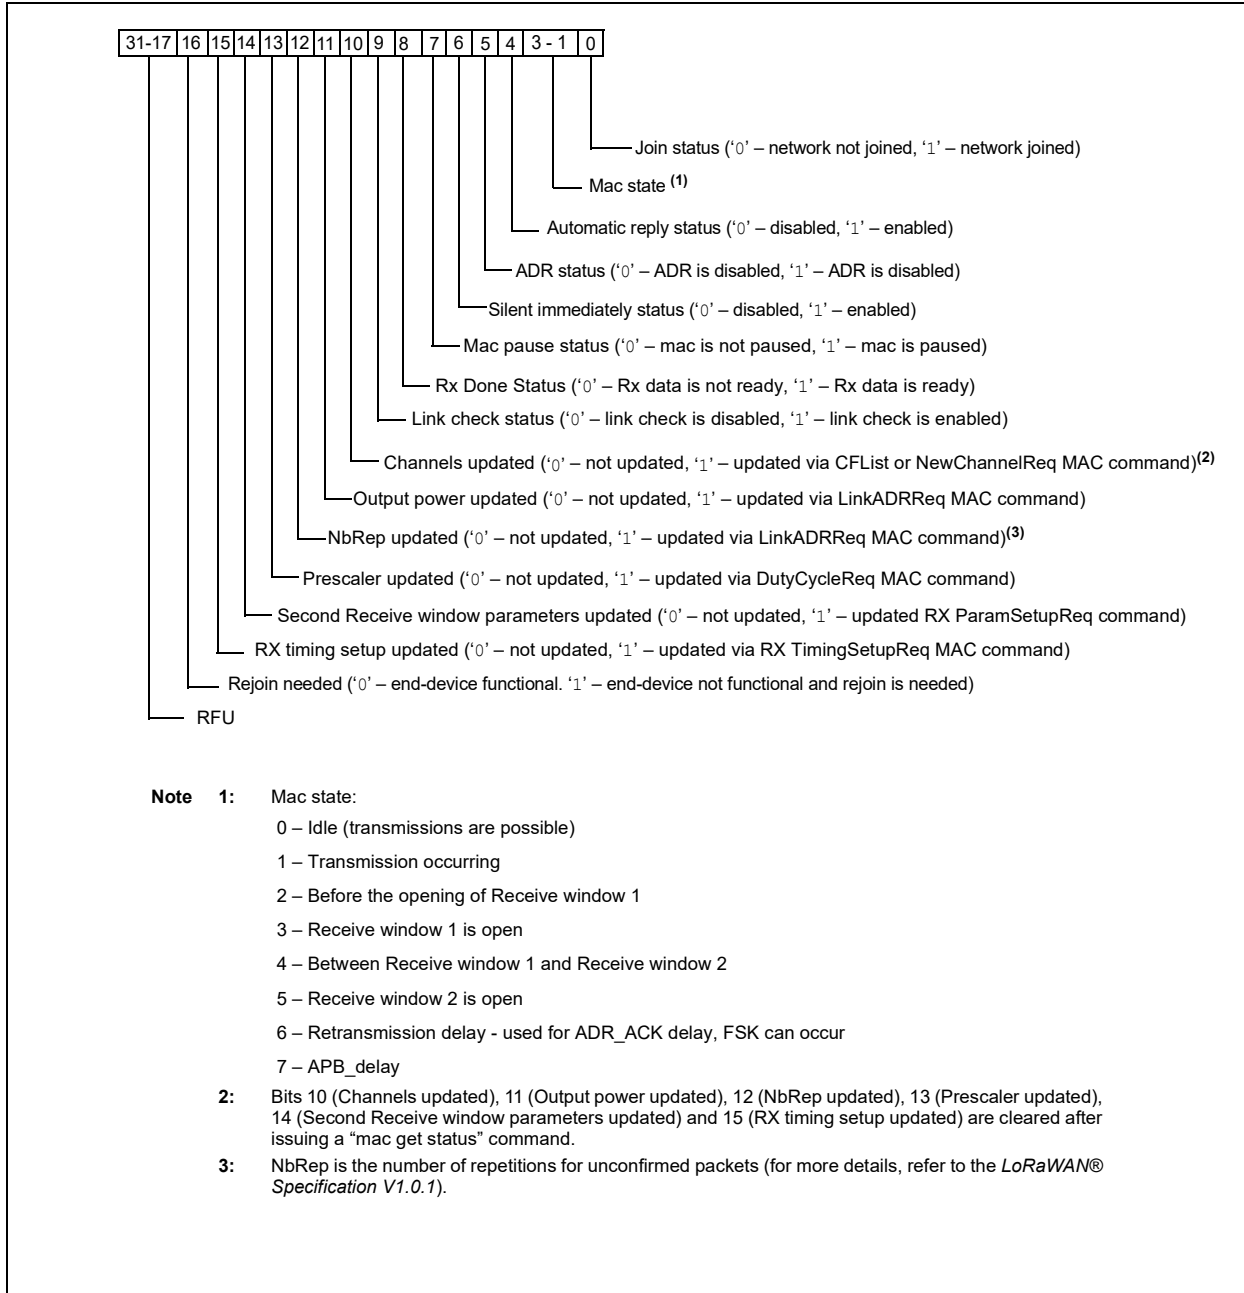 31-17 16 15 14 13 12 11 10 9 8 7 6 5 4 3 - 1 0
Join status (‘0’ – network not joined, ‘1’ – network joined)
Mac state (1)
Automatic reply status (‘0’ – disabled, ‘1’ – enabled)
ADR status (‘0’ – ADR is disabled, ‘1’ – ADR is disabled)
Silent immediately status (‘0’ – disabled, ‘1’ – enabled)
Mac pause status (‘0’ – mac is not paused, ‘1’ – mac is paused)
Rx Done Status (‘0’ – Rx data is not ready, ‘1’ – Rx data is ready)
Link check status (‘0’ – link check is disabled, ‘1’ – link check is enabled)
Channels updated (‘0’ – not updated, ‘1’ – updated via CFList or NewChannelReq MAC command)(2)
Output power updated (‘0’ – not updated, ‘1’ – updated via LinkADRReq MAC command)
NbRep updated (‘0’ – not updated, ‘1’ – updated via LinkADRReq MAC command)(3)
Prescaler updated (‘0’ – not updated, ‘1’ – updated via DutyCycleReq MAC command)
Second Receive window parameters updated (‘0’ – not updated, ‘1’ – updated RX ParamSetupReq command)
RX timing setup updated (‘0’ – not updated, ‘1’ – updated via RX TimingSetupReq MAC command)
Rejoin needed (‘0’ – end-device functional. ‘1’ – end-device not functional and rejoin is needed)
RFU
Note 1: Mac state:
0 – Idle (transmissions are possible)
1 – Transmission occurring
2 – Before the opening of Receive window 1
3 – Receive window 1 is open
4 – Between Receive window 1 and Receive window 2
5 – Receive window 2 is open
6 – Retransmission delay - used for ADR_ACK delay, FSK can occur
7 – APB_delay
2: Bits 10 (Channels updated), 11 (Output power updated), 12 (NbRep updated), 13 (Prescaler updated),
14 (Second Receive window parameters updated) and 15 (RX timing setup updated) are cleared after
issuing a “mac get status” command.
3: NbRep is the number of repetitions for unconfirmed packets (for more details, refer to the LoRaWAN®
Specification V1.0.1).